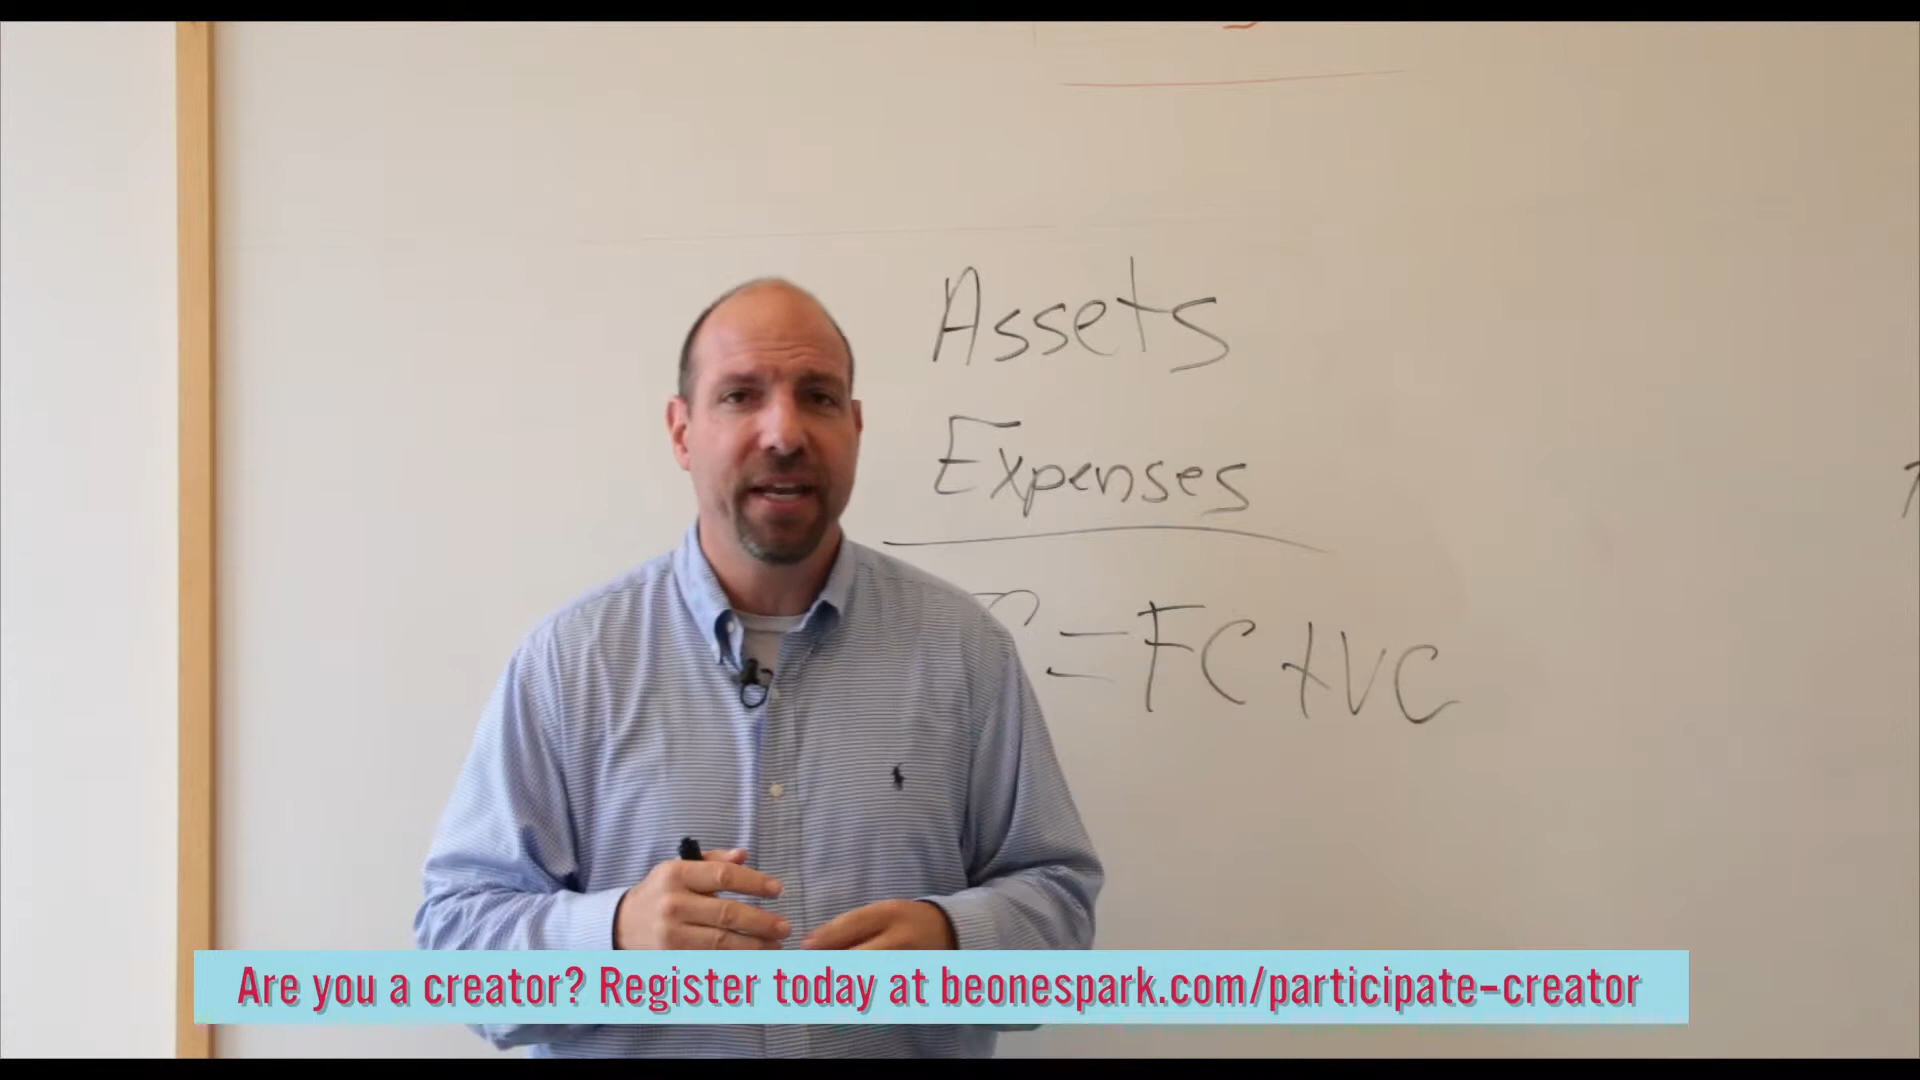 Assets
Expenses
= FC + VC
Are you a creator? Register today at beonespark.com/participate-creator